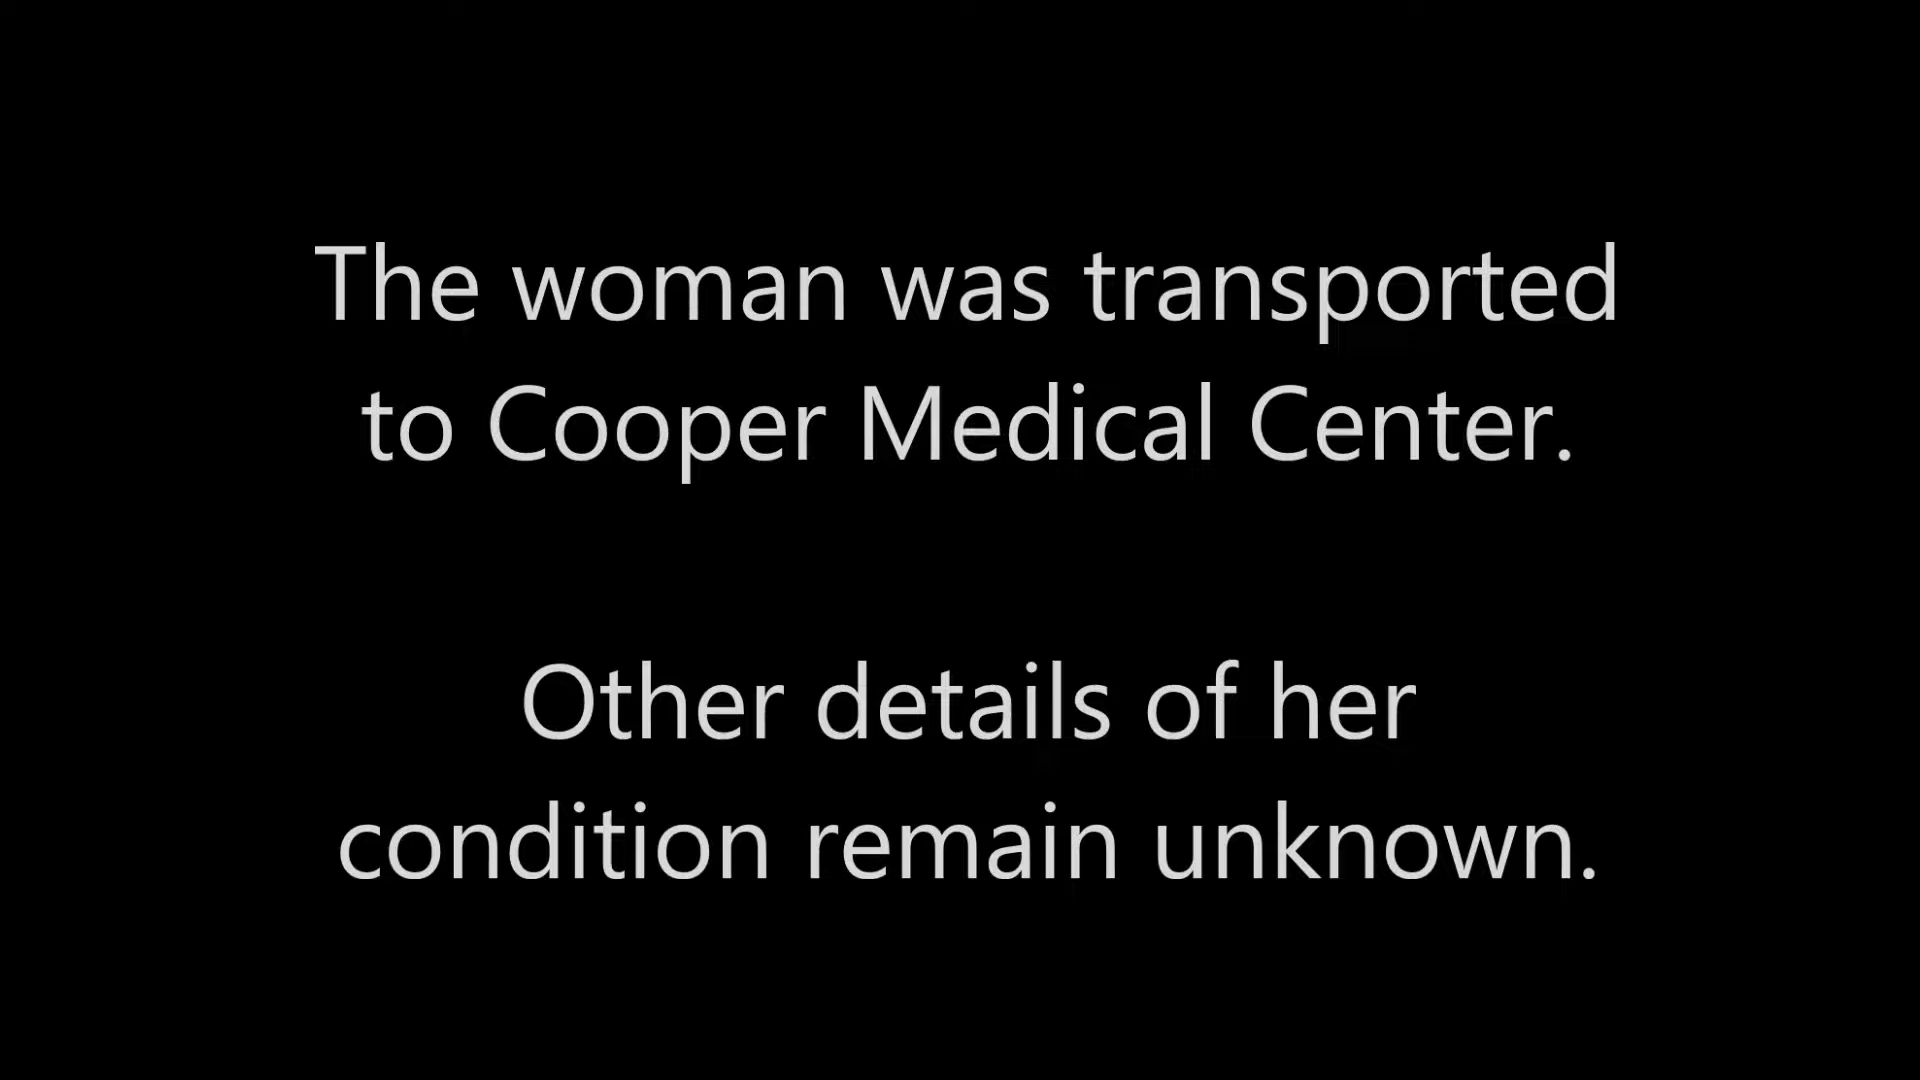 The woman was transported
to Cooper Medical Center.
Other details of her
condition remain unknown.